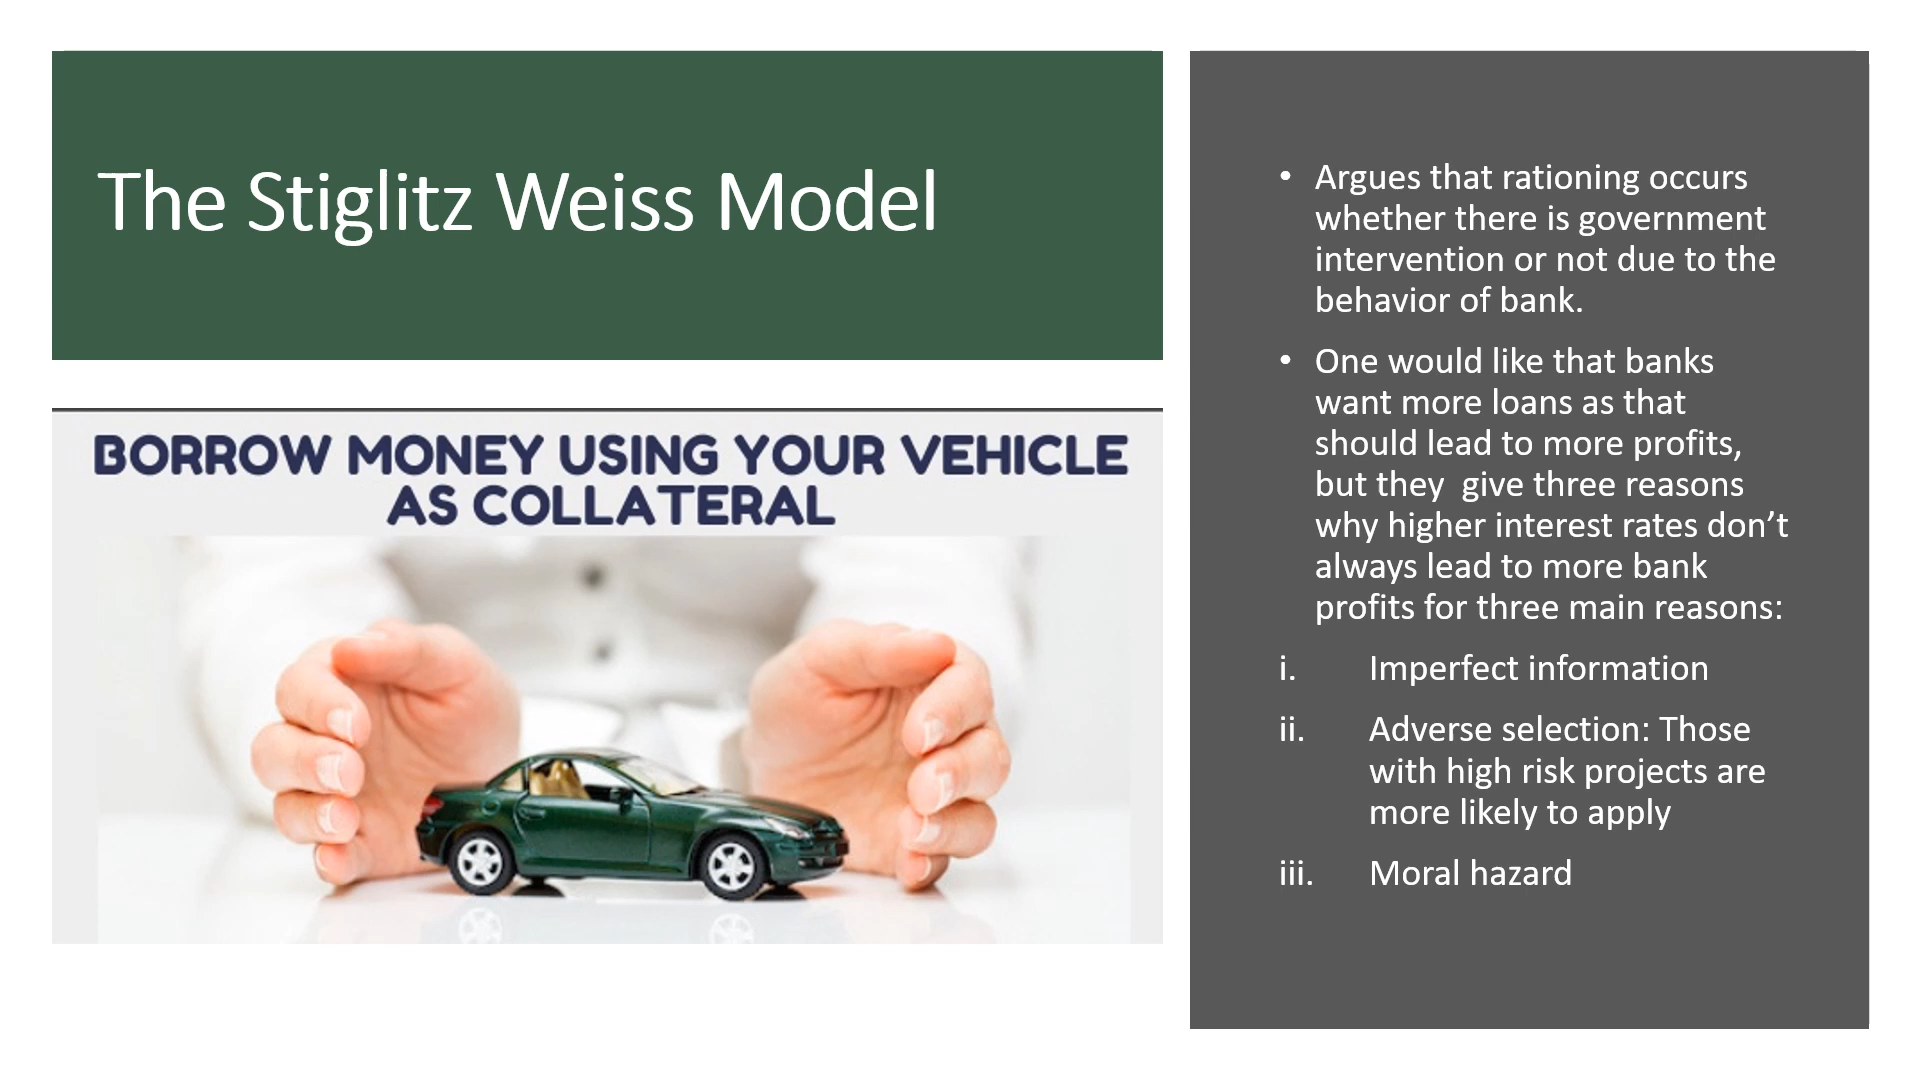 The Stiglitz Weiss Model
BORROW MONEY USING YOUR VEHICLE
AS COLLATERAL
• Argues that rationing occurs
whether there is government
intervention or not due to the
behavior of bank.
• One would like that banks
want more loans as that
should lead to more profits,
but they  give three reasons
why higher interest rates don’t
always lead to more bank
profits for three main reasons:
i. Imperfect information
ii. Adverse selection: Those
with high risk projects are
more likely to apply
iii. Moral hazard